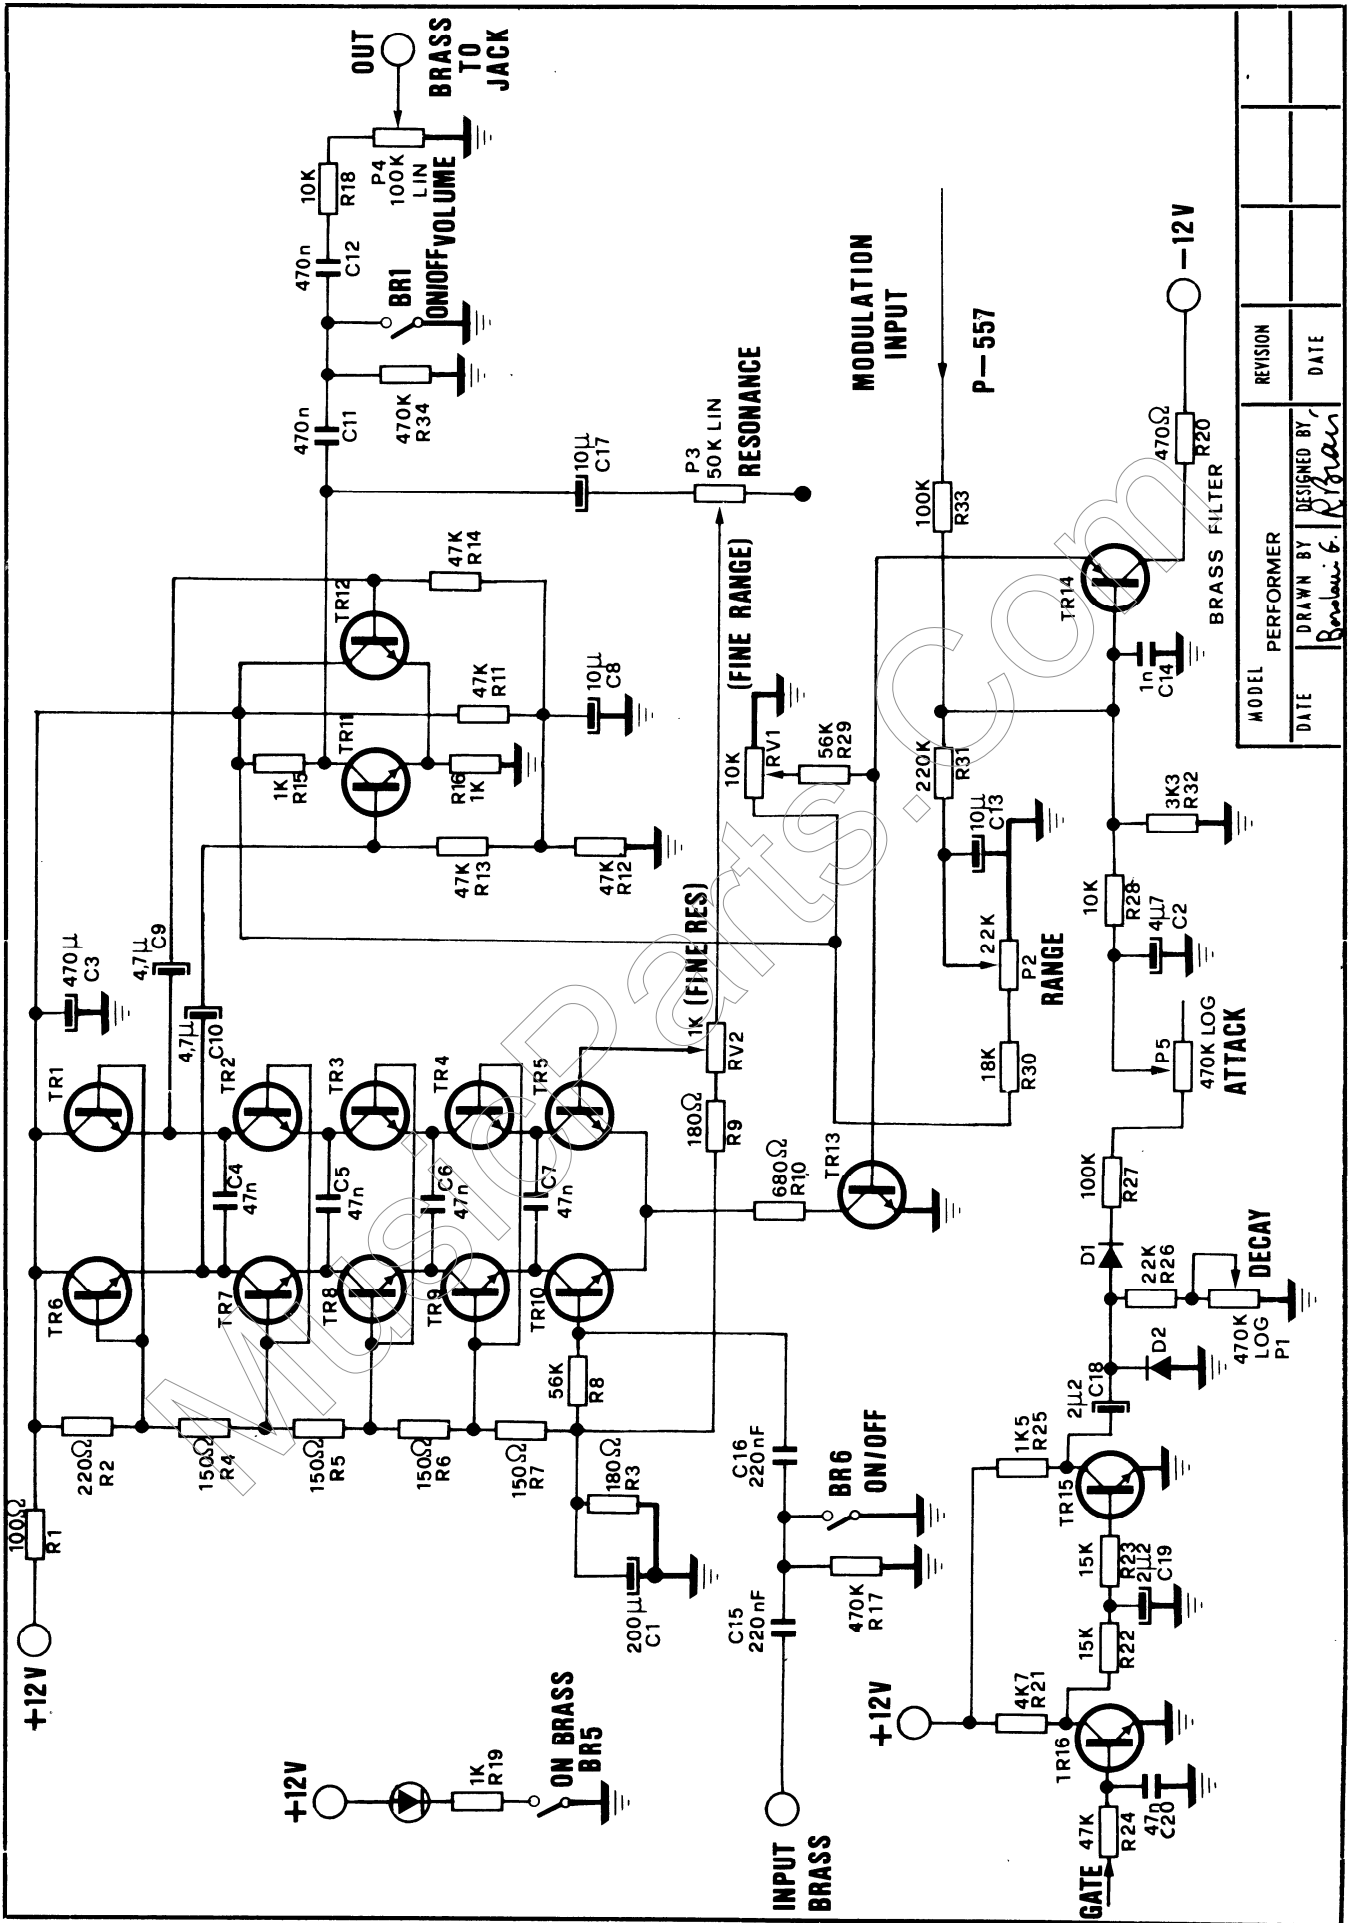 +12V
100Ω
R1
220Ω
R2
150Ω
R4
150Ω
R5
150Ω
R6
150Ω
R7
180Ω
R3
200µ
C1
56K
R8
TR6
TR7
TR8
TR9
TR10
TR1
TR2
TR3
TR4
TR5
C4
47n
C5
47n
C6
47n
C7
47n
470µ
C3
4,7µ
C9
4,7µ
C10
180Ω
R9
1K (FINE RES)
RV2
680Ω
R10
TR13
1K
R15
TR11
R16
1K
TR12
47K
R13
47K
R12
47K
R11
47K
R14
10µ
C8
470n
C11
470K
R34
BR1
ON/OFF
470n
C12
10K
R18
P4
100K
LIN
VOLUME
OUT
BRASS
TO
JACK
10µ
C17
P3
50K LIN
RESONANCE
(FINE RANGE)
10K
RV1
56K
R29
MODULATION
INPUT
P-557
100K
R33
220K
R31
10µ
C13
22K
P2
RANGE
18K
R30
TR14
1n
C14
470Ω
R20
-12V
BRASS FILTER
3K3
R32
10K
R28
4µ7
C2
P5
470K LOG
ATTACK
100K
R27
D1
22K
R26
DECAY
470K
LOG
P1
D2
2µ2
C18
1K5
R25
TR15
15K
R23
2µ2
C19
15K
R22
4K7
R21
+12V
TR16
47n
C20
47K
R24
GATE
+12V
1K
R19
ON BRASS
BR5
INPUT
BRASS
C15
220nF
470K
R17
BR6
ON/OFF
C16
220nF
MODEL
PERFORMER
REVISION
DATE
DRAWN BY
DESIGNED BY
DATE
MusicParts.Com